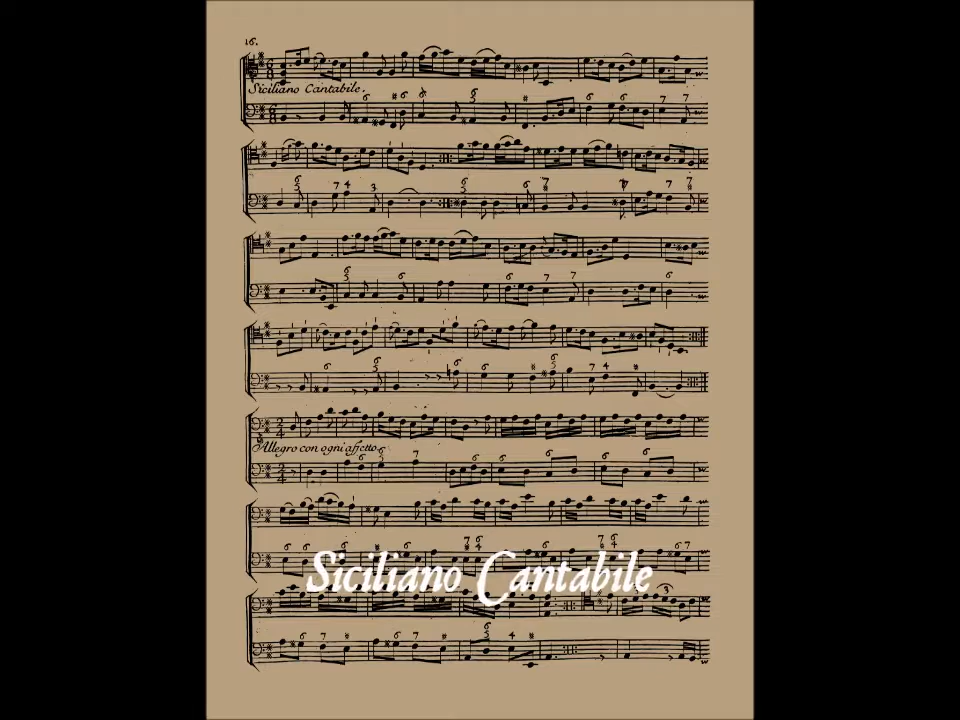 16.
Siciliano Cantabile.
Allegro con ogni affetto
Siciliano Cantabile